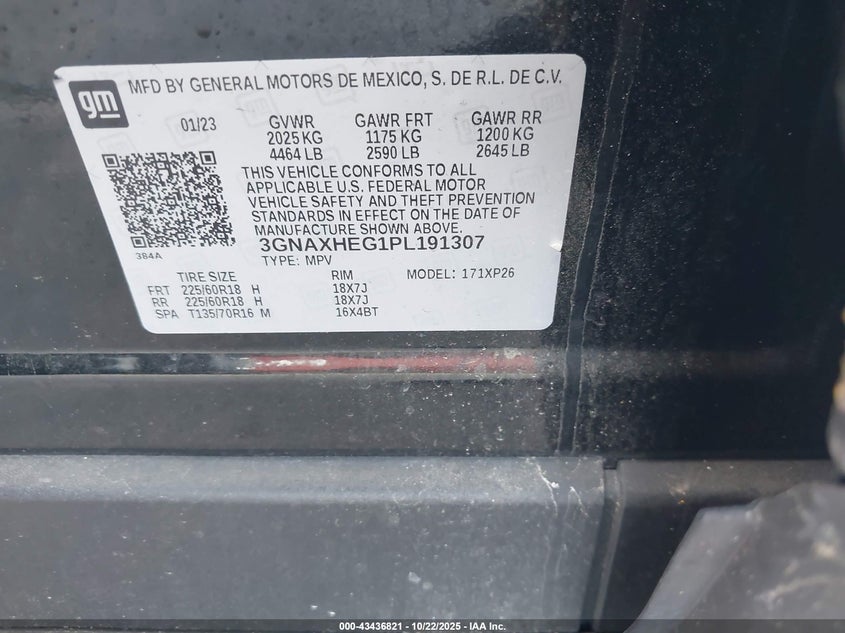 gm
MFD BY GENERAL MOTORS DE MEXICO, S. DE R.L. DE C.V.
01/23 GVWR GAWR FRT GAWR RR
2025 KG 1175 KG 1200 KG
4464 LB 2590 LB 2645 LB
THIS VEHICLE CONFORMS TO ALL
APPLICABLE U.S. FEDERAL MOTOR
VEHICLE SAFETY AND THEFT PREVENTION
STANDARDS IN EFFECT ON THE DATE OF
MANUFACTURE SHOWN ABOVE.
384A
3GNAXHEG1PL191307
TYPE: MPV
TIRE SIZE RIM MODEL: 171XP26
FRT 225/60R18 H 18X7J
RR 225/60R18 H 18X7J
SPA T135/70R16 M 16X4BT
000-43436821 - 10/22/2025 - IAA Inc.